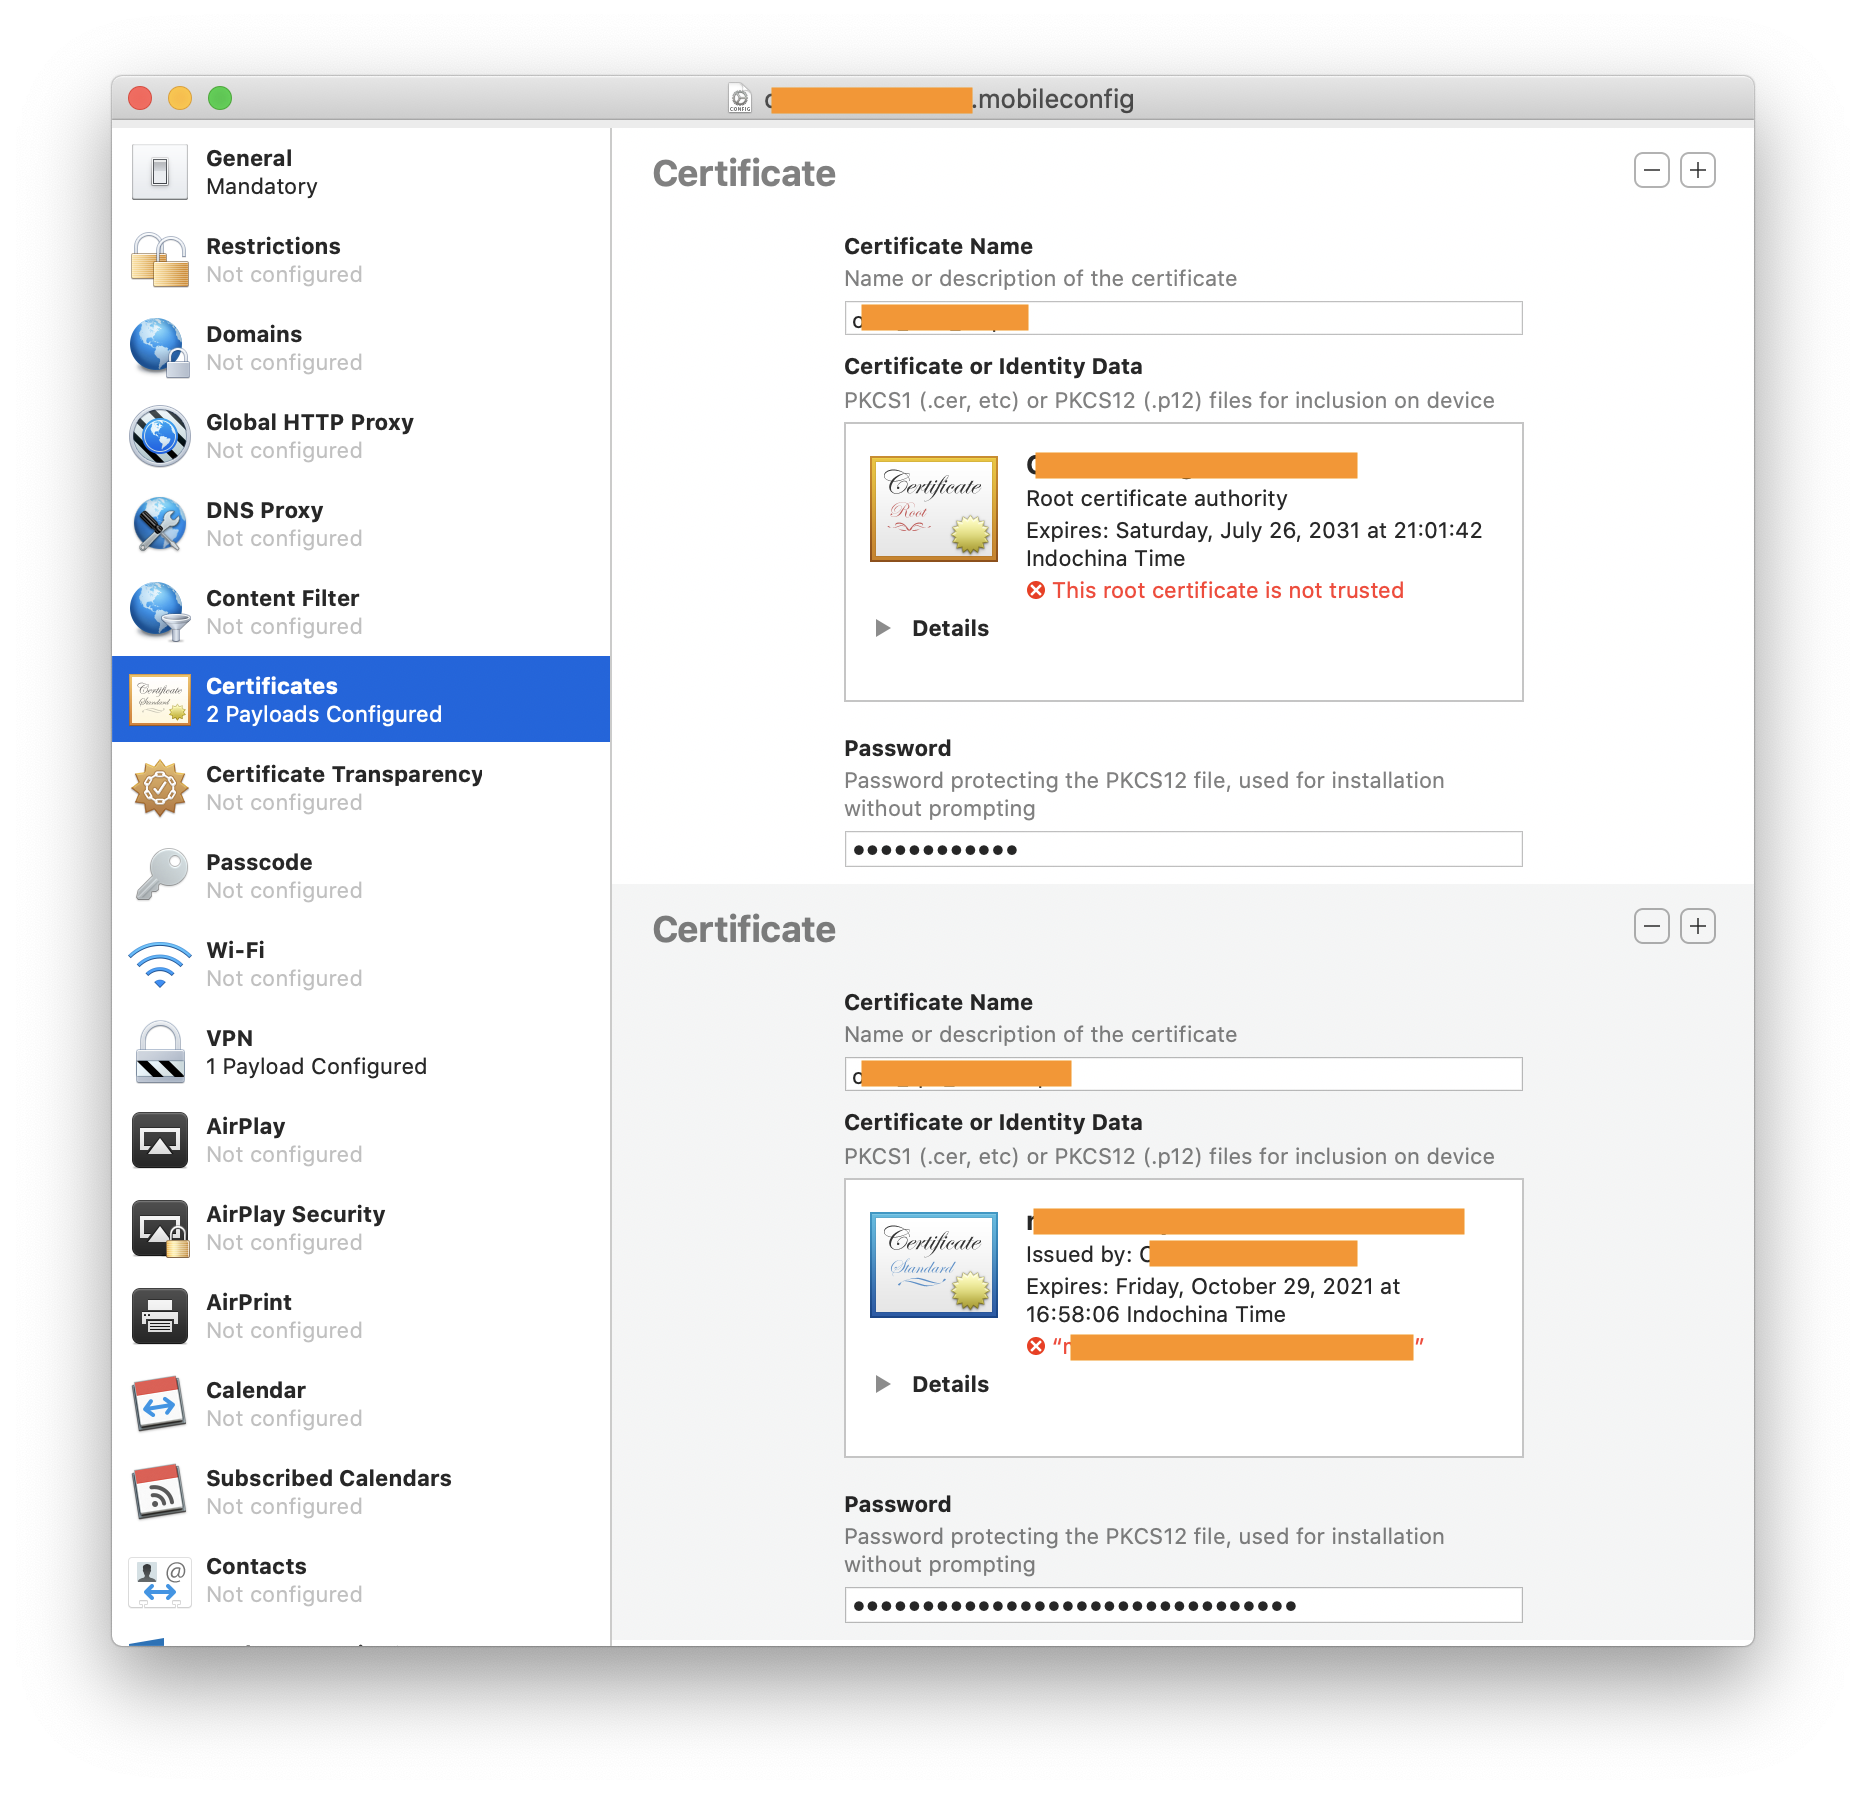 .mobileconfig
General
Mandatory
Restrictions
Not configured
Domains
Not configured
Global HTTP Proxy
Not configured
DNS Proxy
Not configured
Content Filter
Not configured
Certificates
2 Payloads Configured
Certificate Transparency
Not configured
Passcode
Not configured
Wi-Fi
Not configured
VPN
1 Payload Configured
AirPlay
Not configured
AirPlay Security
Not configured
AirPrint
Not configured
Calendar
Not configured
Subscribed Calendars
Not configured
Contacts
Not configured
Certificate
Certificate Name
Name or description of the certificate
Certificate or Identity Data
PKCS1 (.cer, etc) or PKCS12 (.p12) files for inclusion on device
Certificate
Root
Root certificate authority
Expires: Saturday, July 26, 2031 at 21:01:42
Indochina Time
This root certificate is not trusted
Details
Password
Password protecting the PKCS12 file, used for installation
without prompting
••••••••••••
Certificate
Certificate Name
Name or description of the certificate
Certificate or Identity Data
PKCS1 (.cer, etc) or PKCS12 (.p12) files for inclusion on device
Certificate
Standard
Issued by:
Expires: Friday, October 29, 2021 at
16:58:06 Indochina Time
Details
Password
Password protecting the PKCS12 file, used for installation
without prompting
••••••••••••••••••••••••••••••••